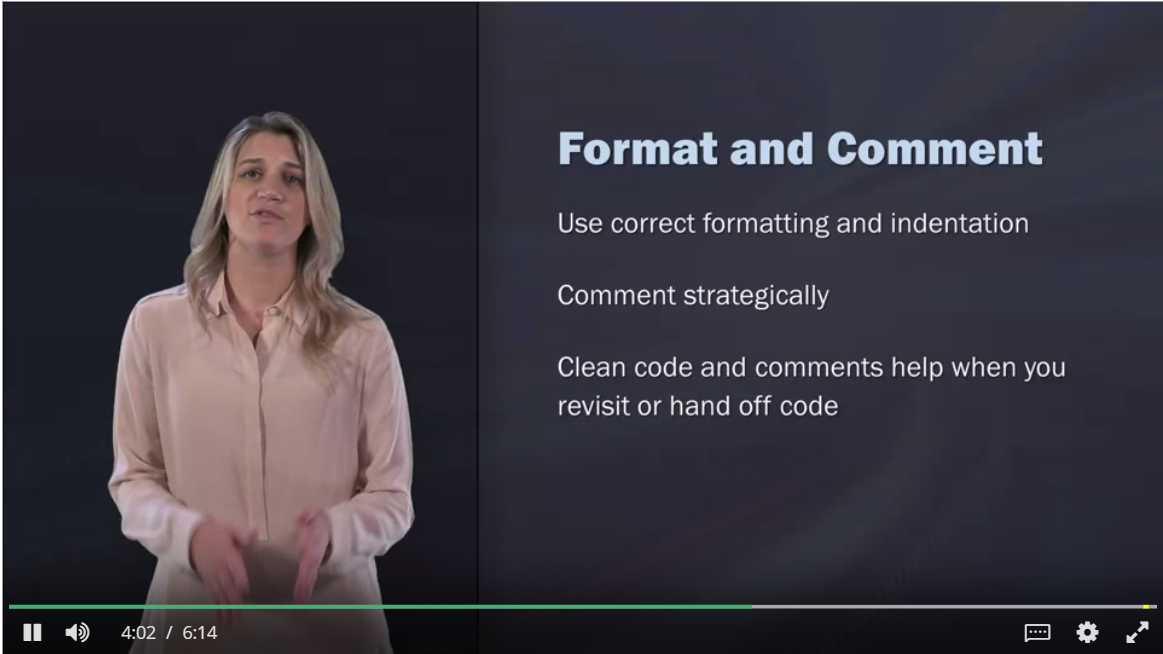 Format and Comment
Use correct formatting and indentation
Comment strategically
Clean code and comments help when you
revisit or hand off code
4:02 / 6:14